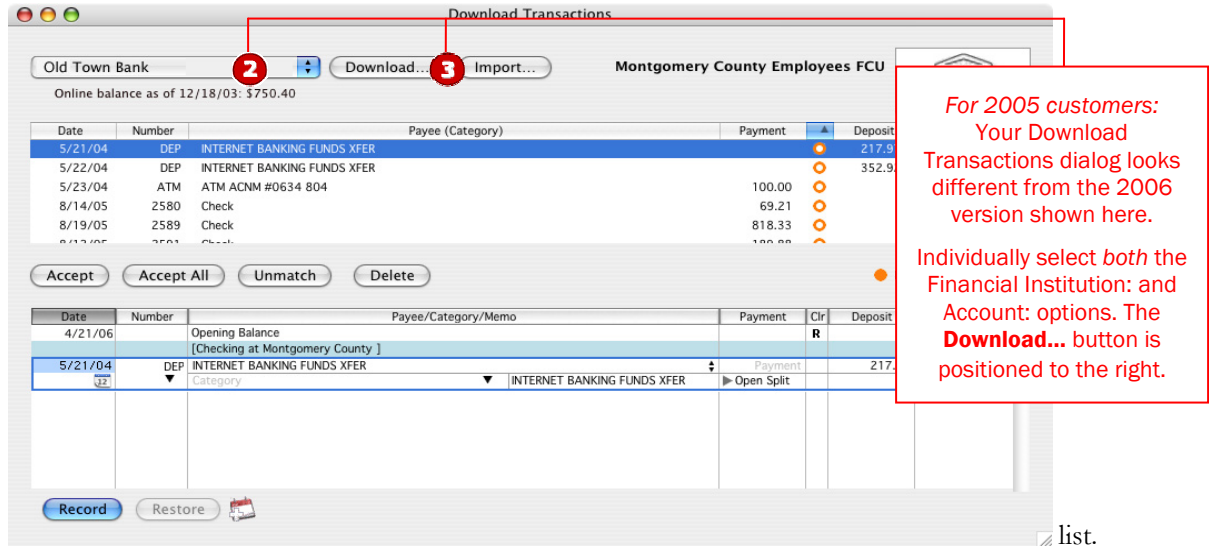 Download Transactions
Old Town Bank
2
Download...
3
Import...
Montgomery County Employees FCU
Online balance as of 12/18/03: $750.40
Date Number Payee (Category) Payment Deposit
5/21/04 DEP INTERNET BANKING FUNDS XFER
5/22/04 DEP INTERNET BANKING FUNDS XFER
5/23/04 ATM ATM ACNM #0634 804 100.00
8/14/05 2580 Check 69.21
8/19/05 2589 Check 818.33
Accept Accept All Unmatch Delete
Date Number Payee/Category/Memo Payment Clr Deposit
4/21/06 Opening Balance R
[Checking at Montgomery County ]
5/21/04 DEP INTERNET BANKING FUNDS XFER Payment 217.
12 Category INTERNET BANKING FUNDS XFER Open Split
Record Restore
For 2005 customers:
Your Download
Transactions dialog looks
different from the 2006
version shown here.
Individually select both the
Financial Institution: and
Account: options. The
Download... button is
positioned to the right.
list.